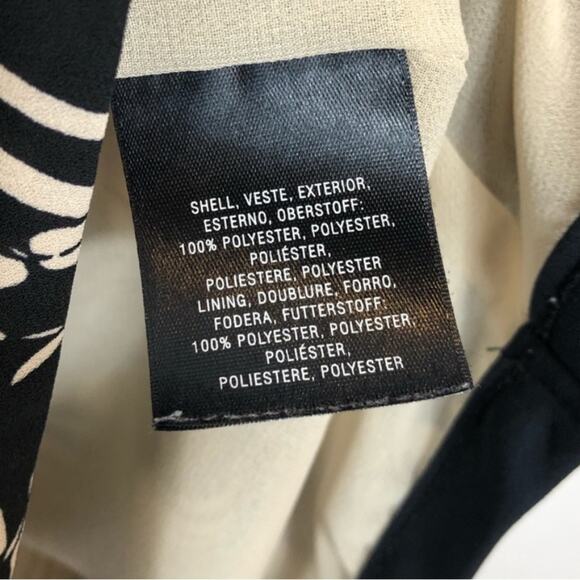 SHELL, VESTE, EXTERIOR,
ESTERNO, OBERSTOFF:
100% POLYESTER, POLYESTER,
POLIÉSTER,
POLIESTERE, POLYESTER
LINING, DOUBLURE, FORRO,
FODERA, FUTTERSTOFF:
100% POLYESTER, POLYESTER,
POLIÉSTER,
POLIESTERE, POLYESTER